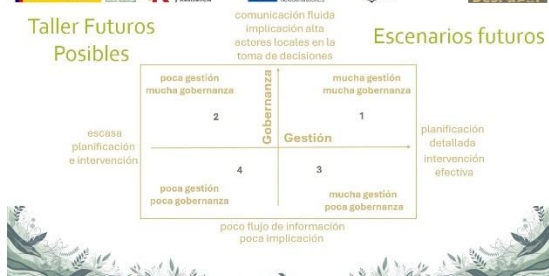 Taller Futuros
Posibles
comunicación fluida
implicación alta
actores locales en la
toma de decisiones
Escenarios futuros
poca gestión
mucha gobernanza
mucha gestión
mucha gobernanza
2
Gobernanza
1
Gestión
escasa
planificación
e intervención
planificación
detallada
intervención
efectiva
4
3
poca gestión
poca gobernanza
mucha gestión
poca gobernanza
poco flujo de información
poca implicación